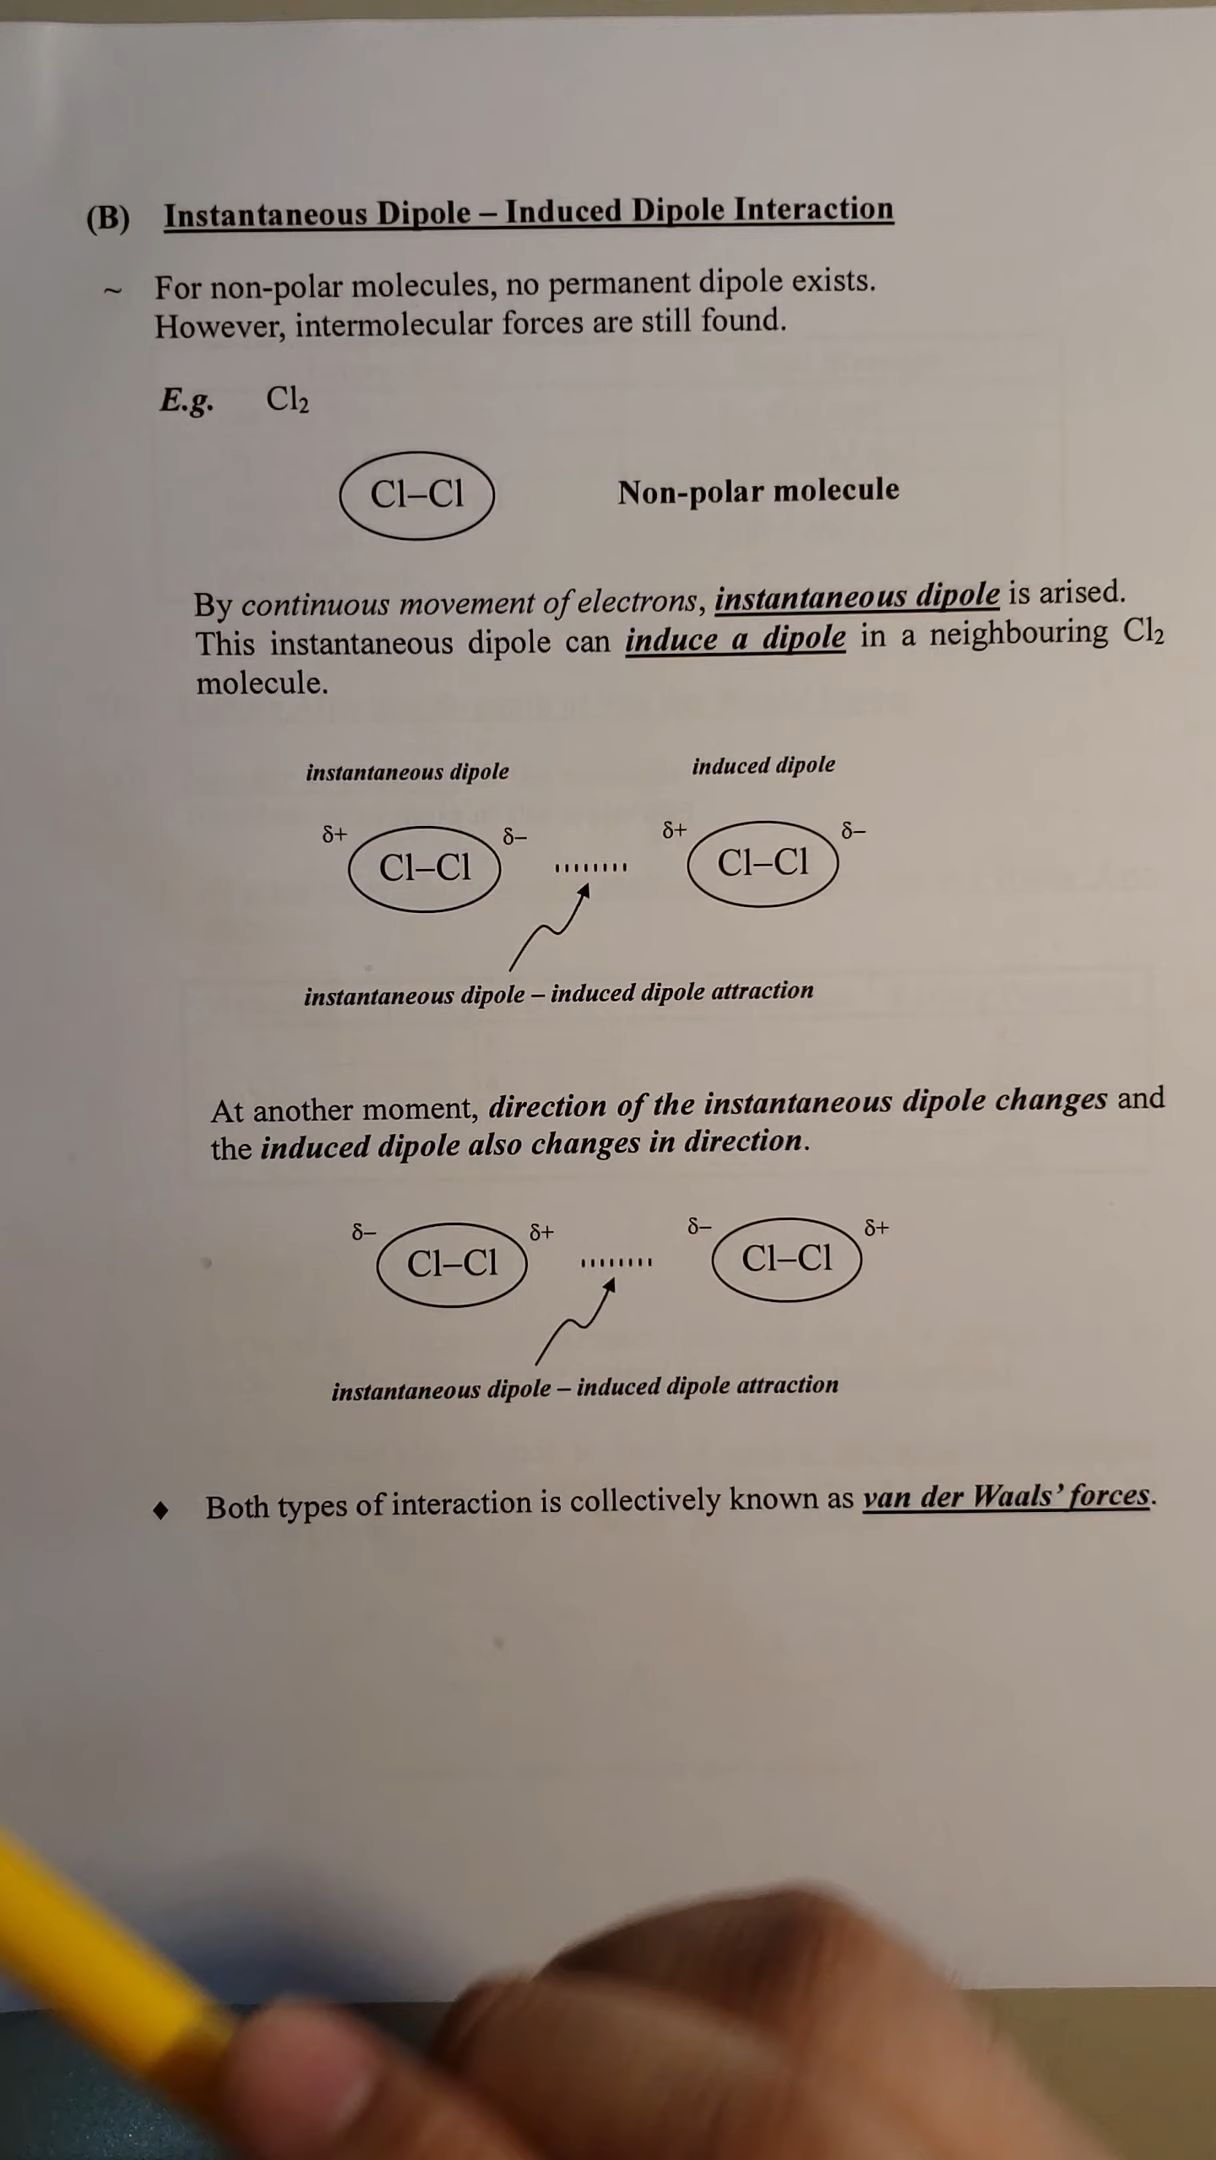 (B) Instantaneous Dipole – Induced Dipole Interaction
~ For non-polar molecules, no permanent dipole exists.
However, intermolecular forces are still found.
E.g. Cl₂
Cl–Cl Non-polar molecule
By continuous movement of electrons, instantaneous dipole is arised.
This instantaneous dipole can induce a dipole in a neighbouring Cl₂
molecule.
instantaneous dipole induced dipole
δ+ Cl–Cl δ– ........ δ+ Cl–Cl δ–
instantaneous dipole – induced dipole attraction
At another moment, direction of the instantaneous dipole changes and
the induced dipole also changes in direction.
δ– Cl–Cl δ+ ........ δ– Cl–Cl δ+
instantaneous dipole – induced dipole attraction
♦ Both types of interaction is collectively known as van der Waals' forces.